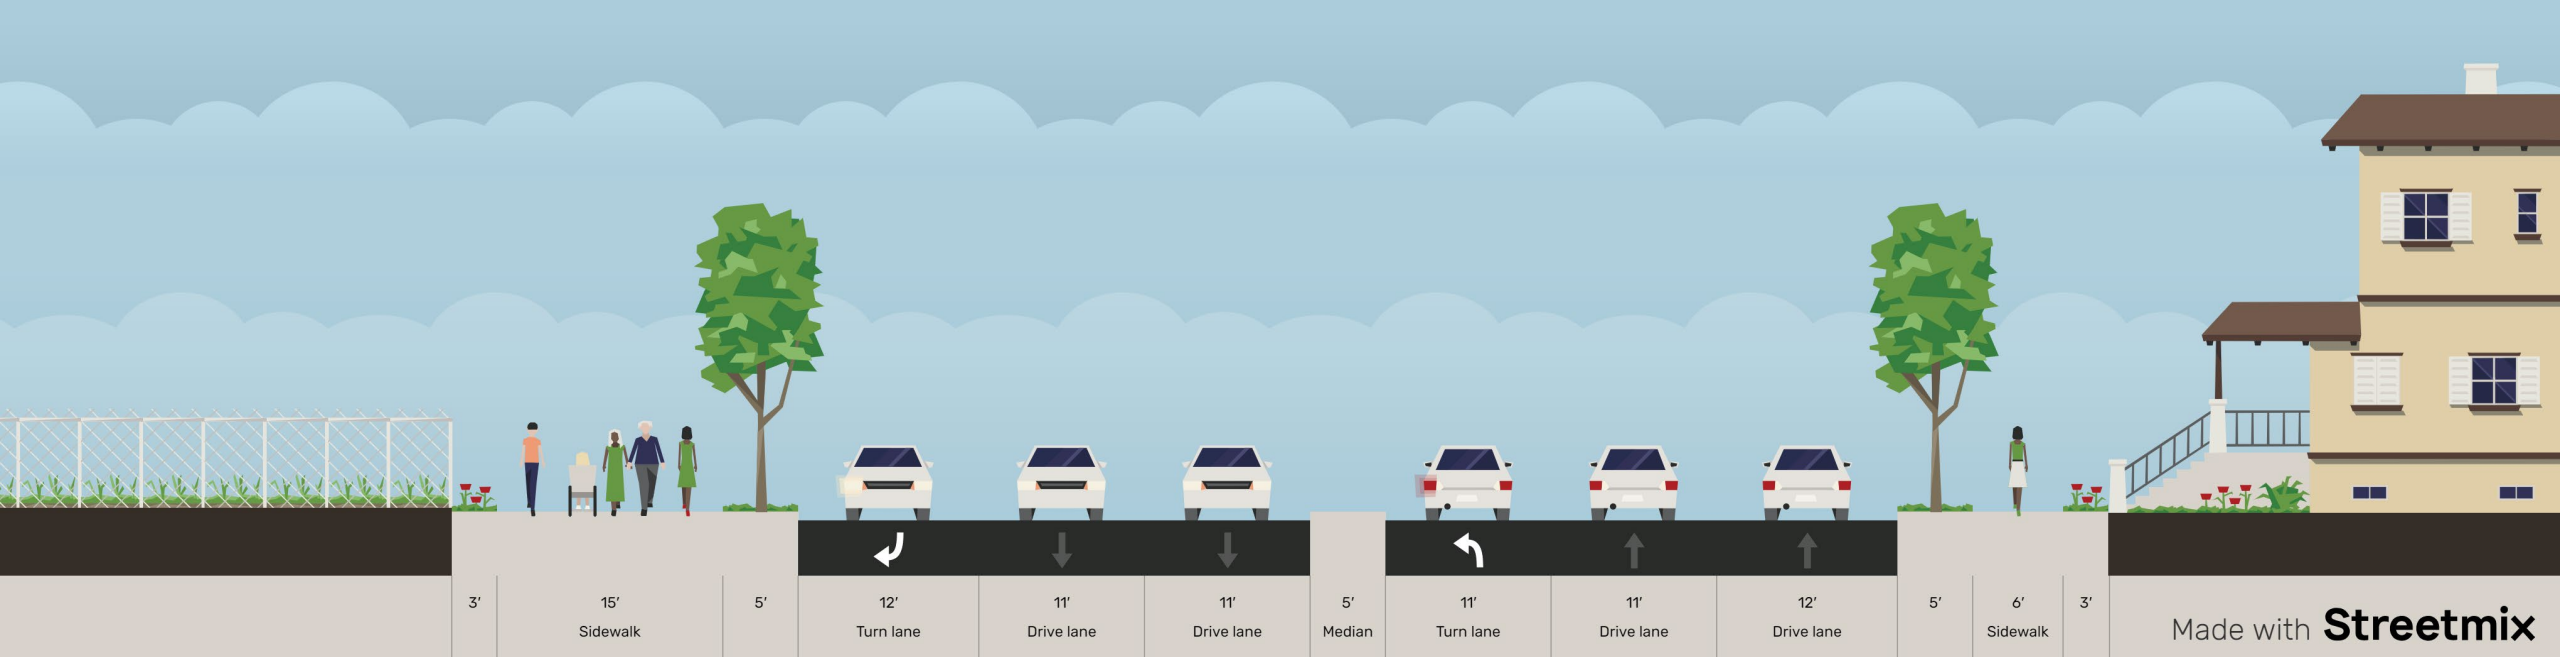 3′
15′
Sidewalk
5′
12′
Turn lane
11′
Drive lane
11′
Drive lane
5′
Median
11′
Turn lane
11′
Drive lane
12′
Drive lane
5′
6′
Sidewalk
3′
Made with Streetmix